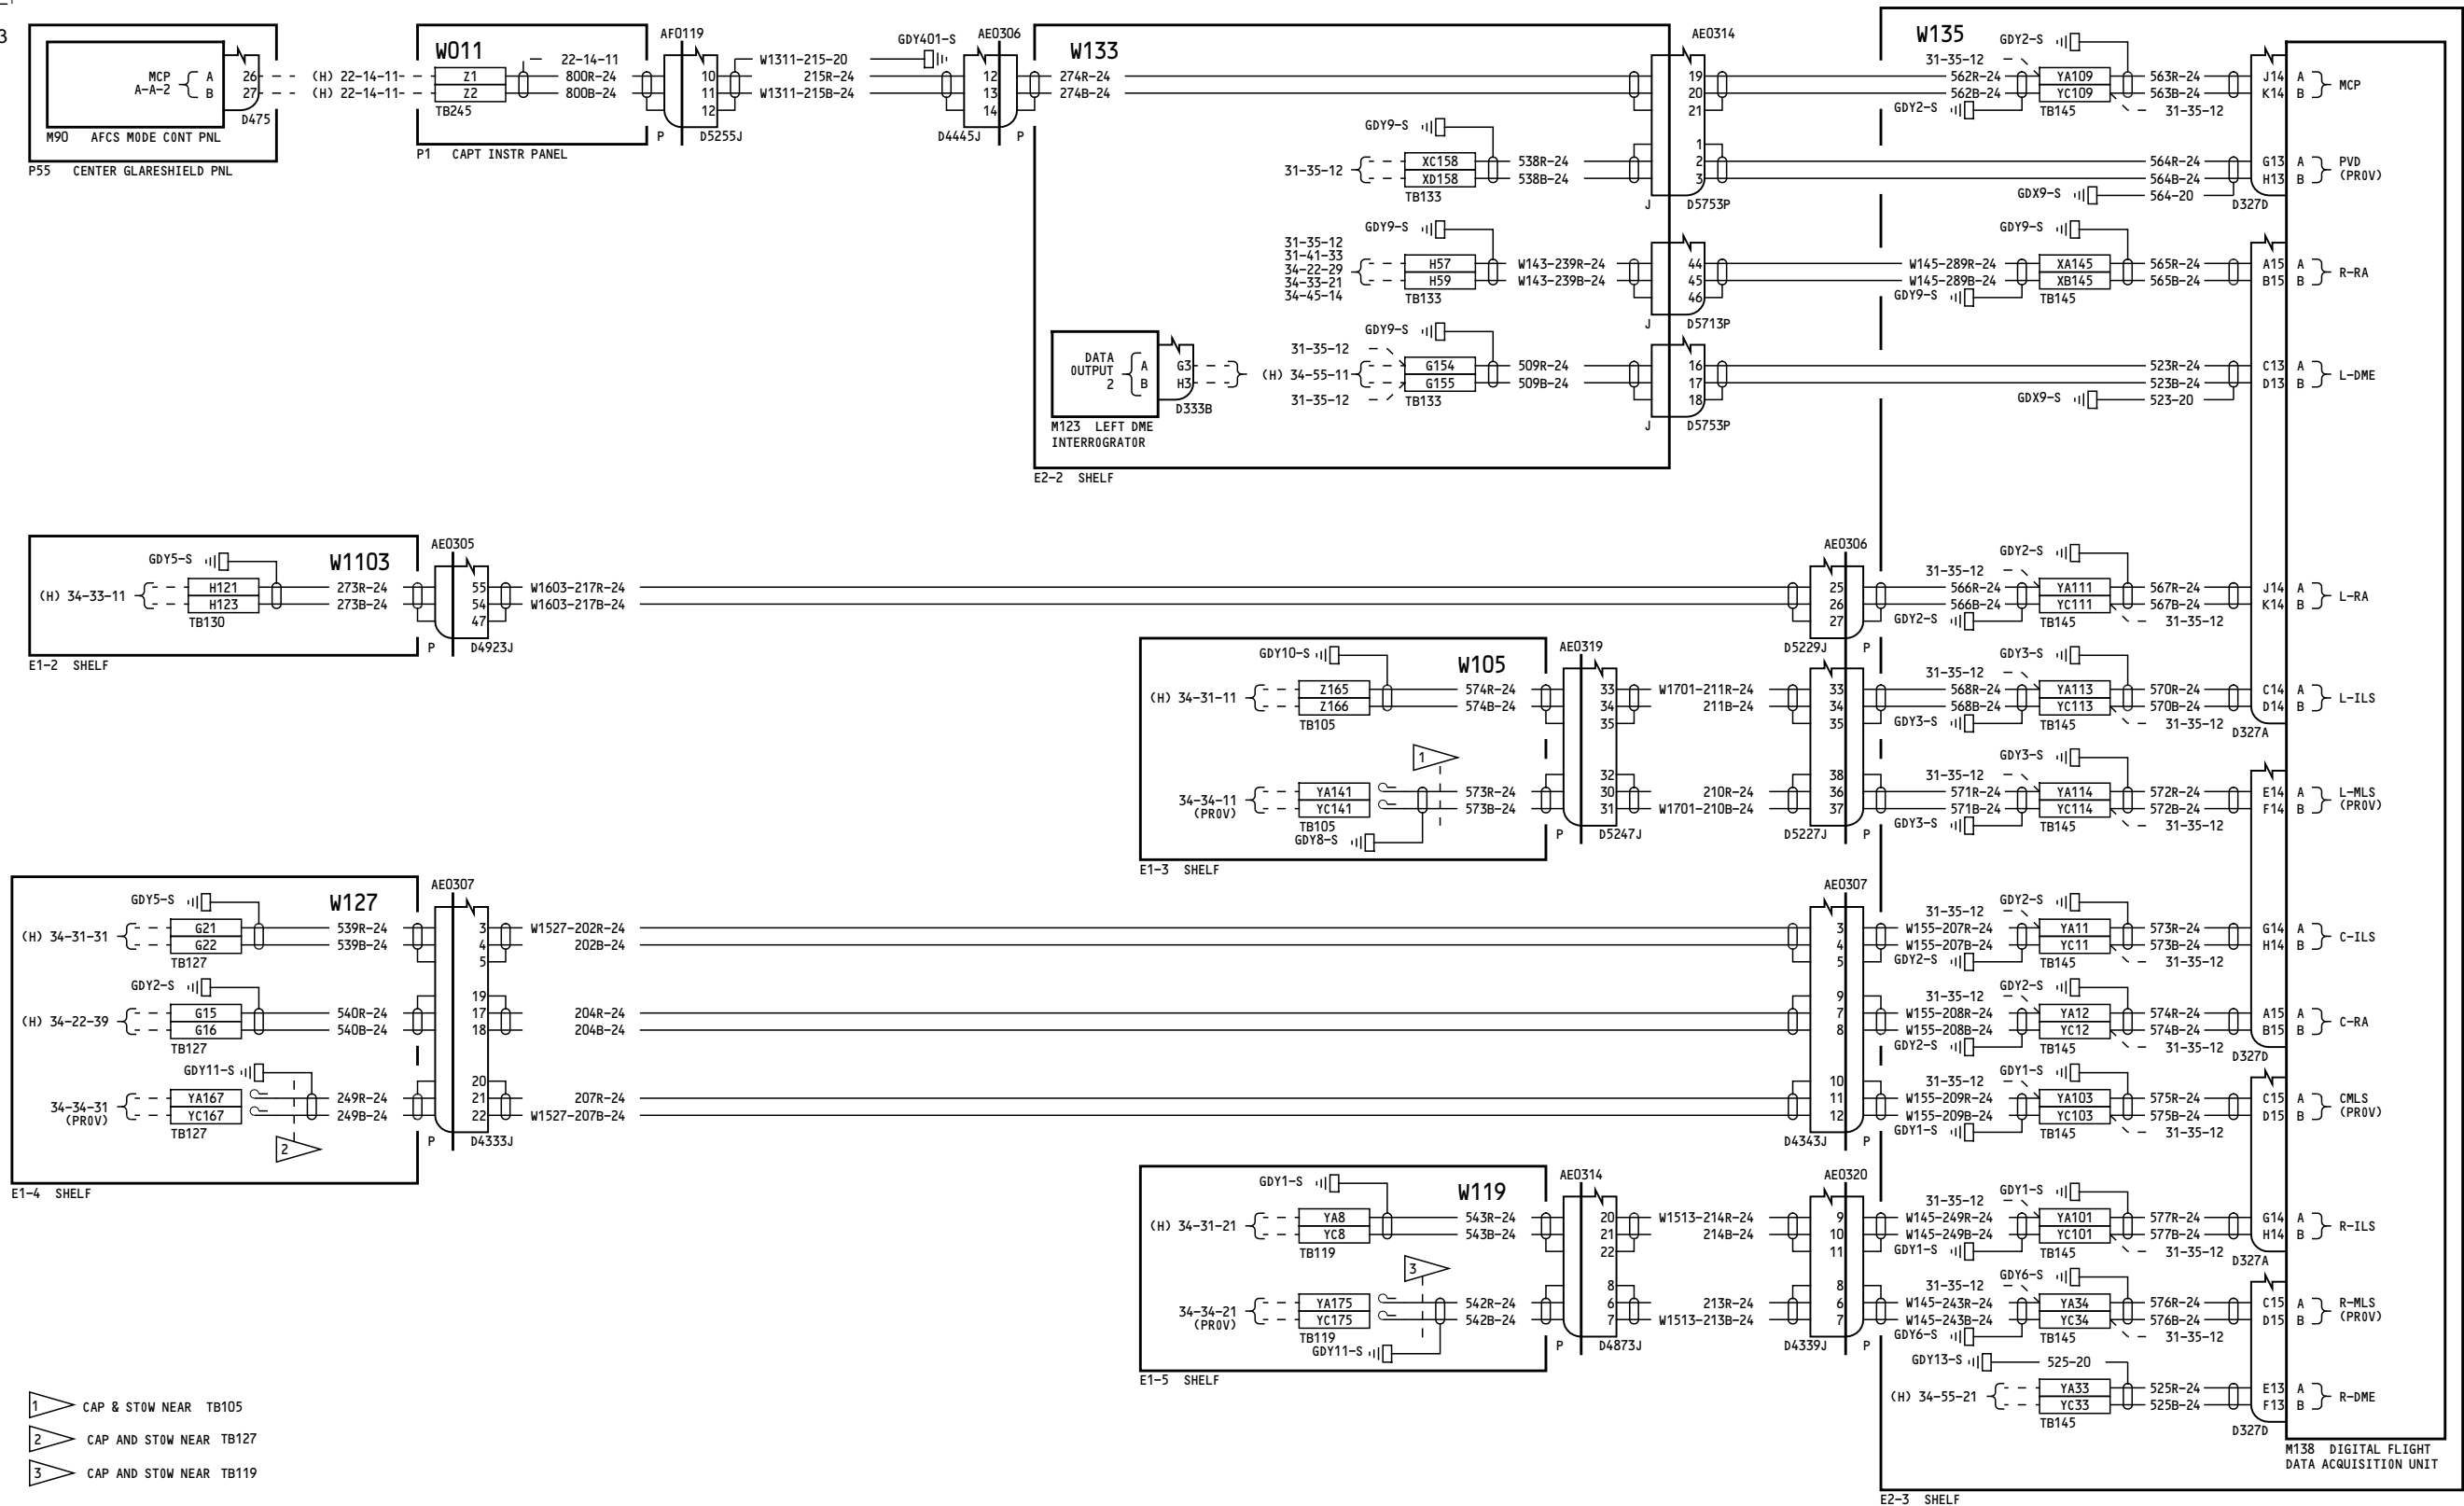 3
MCP
A-A-2
A
B
26
27
D475
M90 AFCS MODE CONT PNL
P55 CENTER GLARESHIELD PNL
(H) 22-14-11
(H) 22-14-11
W011
Z1
Z2
TB245
22-14-11
800R-24
800B-24
P1 CAPT INSTR PANEL
AF0119
10
11
12
P D5255J
W1311-215-20
215R-24
W1311-215B-24
GDY401-S
AE0306
12
13
14
D4445J P
W133
274R-24
274B-24
AE0314
19
20
21
1
2
3
J D5753P
GDY9-S
31-35-12
XC158
XD158
TB133
538R-24
538B-24
GDY9-S
31-35-12
31-41-33
34-22-29
34-33-21
34-45-14
H57
H59
TB133
W143-239R-24
W143-239B-24
44
45
46
J D5713P
DATA
OUTPUT
2
A
B
G3
H3
D333B
M123 LEFT DME
INTERROGRATOR
GDY9-S
31-35-12
(H) 34-55-11
31-35-12
G154
G155
TB133
509R-24
509B-24
16
17
18
J D5753P
E2-2 SHELF
W135
GDY2-S
31-35-12
562R-24
562B-24
GDY2-S
YA109
YC109
TB145
563R-24
563B-24
31-35-12
J14 A
K14 B
MCP
564R-24
564B-24
GDX9-S
564-20
G13 A
H13 B
PVD
(PROV)
D327D
GDY9-S
W145-289R-24
W145-289B-24
GDY9-S
XA145
XB145
TB145
565R-24
565B-24
A15 A
B15 B
R-RA
523R-24
523B-24
GDX9-S
523-20
C13 A
D13 B
L-DME
GDY5-S
W1103
(H) 34-33-11
H121
H123
TB130
273R-24
273B-24
E1-2 SHELF
AE0305
55
54
47
P D4923J
W1603-217R-24
W1603-217B-24
AE0306
25
26
27
D5229J P
GDY2-S
31-35-12
566R-24
566B-24
GDY2-S
YA111
YC111
TB145
567R-24
567B-24
31-35-12
J14 A
K14 B
L-RA
GDY10-S
W105
(H) 34-31-11
Z165
Z166
TB105
574R-24
574B-24
AE0319
33
34
35
W1701-211R-24
211B-24
33
34
35
GDY3-S
31-35-12
568R-24
568B-24
GDY3-S
YA113
YC113
TB145
570R-24
570B-24
31-35-12
C14 A
D14 B
L-ILS
D327A
1
34-34-11
(PROV)
YA141
YC141
TB105
GDY8-S
573R-24
573B-24
32
30
31
P D5247J
210R-24
W1701-210B-24
38
36
37
D5227J P
E1-3 SHELF
GDY3-S
31-35-12
571R-24
571B-24
GDY3-S
YA114
YC114
TB145
572R-24
572B-24
31-35-12
E14 A
F14 B
L-MLS
(PROV)
GDY5-S
W127
(H) 34-31-31
G21
G22
TB127
539R-24
539B-24
AE0307
3
4
5
W1527-202R-24
202B-24
AE0307
3
4
5
GDY2-S
31-35-12
W155-207R-24
W155-207B-24
GDY2-S
YA11
YC11
TB145
573R-24
573B-24
31-35-12
G14 A
H14 B
C-ILS
GDY2-S
(H) 34-22-39
G15
G16
TB127
540R-24
540B-24
19
17
18
204R-24
204B-24
9
7
8
GDY2-S
31-35-12
W155-208R-24
W155-208B-24
GDY2-S
YA12
YC12
TB145
574R-24
574B-24
31-35-12
A15 A
B15 B
C-RA
D327D
GDY11-S
34-34-31
(PROV)
YA167
YC167
TB127
2
249R-24
249B-24
20
21
22
P D4333J
207R-24
W1527-207B-24
10
11
12
D4343J P
E1-4 SHELF
GDY1-S
31-35-12
W155-209R-24
W155-209B-24
GDY1-S
YA103
YC103
TB145
575R-24
575B-24
31-35-12
C15 A
D15 B
CMLS
(PROV)
GDY1-S
W119
(H) 34-31-21
YA8
YC8
TB119
543R-24
543B-24
AE0314
20
21
22
W1513-214R-24
214B-24
AE0320
9
10
11
GDY1-S
31-35-12
W145-249R-24
W145-249B-24
GDY1-S
YA101
YC101
TB145
577R-24
577B-24
31-35-12
G14 A
H14 B
R-ILS
D327A
3
34-34-21
(PROV)
YA175
YC175
TB119
GDY11-S
542R-24
542B-24
8
6
7
P D4873J
213R-24
W1513-213B-24
8
6
7
D4339J P
E1-5 SHELF
GDY6-S
31-35-12
W145-243R-24
W145-243B-24
GDY6-S
YA34
YC34
TB145
576R-24
576B-24
31-35-12
C15 A
D15 B
R-MLS
(PROV)
GDY13-S
525-20
(H) 34-55-21
YA33
YC33
TB145
525R-24
525B-24
E13 A
F13 B
R-DME
D327D
M138 DIGITAL FLIGHT
DATA ACQUISITION UNIT
E2-3 SHELF
1 CAP & STOW NEAR TB105
2 CAP AND STOW NEAR TB127
3 CAP AND STOW NEAR TB119